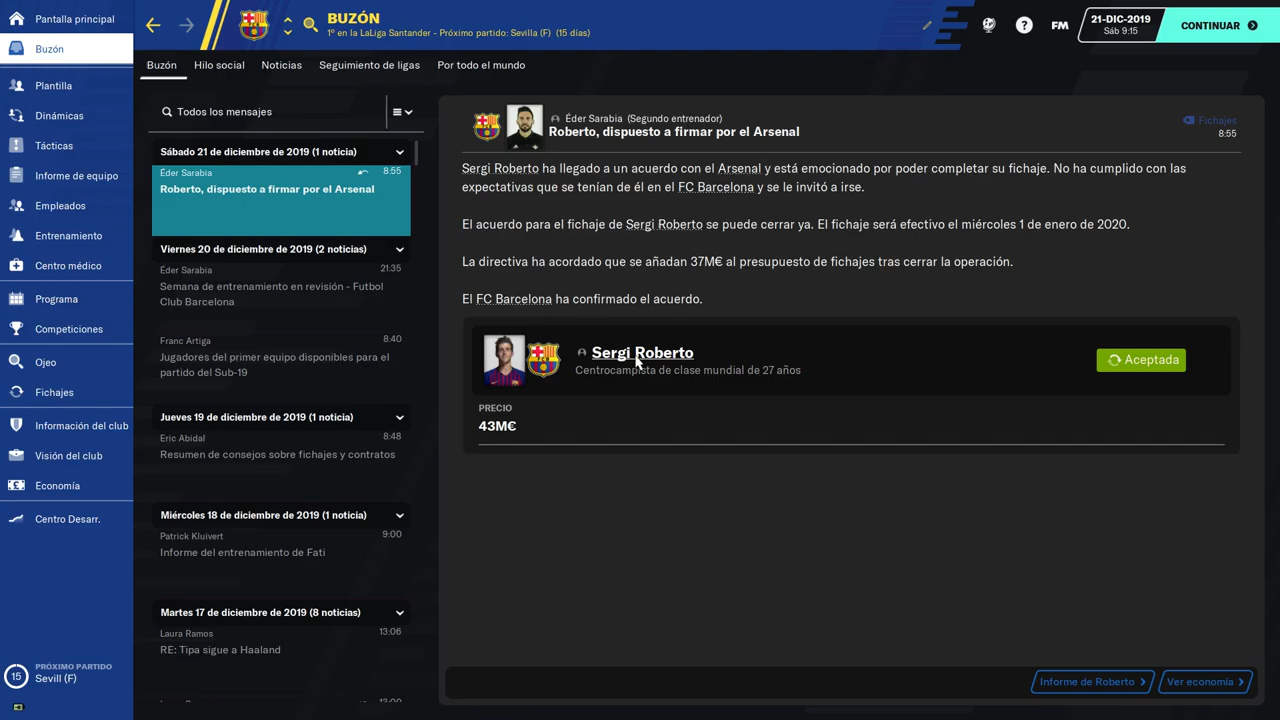 Pantalla principal
Buzón
Plantilla
Dinámicas
Tácticas
Informe de equipo
Empleados
Entrenamiento
Centro médico
Programa
Competiciones
Ojeo
Fichajes
Información del club
Visión del club
Economía
Centro Desarr.
15
PRÓXIMO PARTIDO
Sevill (F)
BUZÓN
1º en la LaLiga Santander - Próximo partido: Sevilla (F) (15 días)
?
FM
21-DIC-2019
Sáb 9:15
CONTINUAR
Buzón
Hilo social
Noticias
Seguimiento de ligas
Por todo el mundo
Todos los mensajes
Sábado 21 de diciembre de 2019 (1 noticia)
Éder Sarabia 8:55
Roberto, dispuesto a firmar por el Arsenal
Viernes 20 de diciembre de 2019 (2 noticias)
Éder Sarabia 21:35
Semana de entrenamiento en revisión - Futbol
Club Barcelona
Franc Artiga 8:40
Jugadores del primer equipo disponibles para el
partido del Sub-19
Jueves 19 de diciembre de 2019 (1 noticia)
Eric Abidal 8:48
Resumen de consejos sobre fichajes y contratos
Miércoles 18 de diciembre de 2019 (1 noticia)
Patrick Kluivert 9:00
Informe del entrenamiento de Fati
Martes 17 de diciembre de 2019 (8 noticias)
Laura Ramos 13:06
RE: Tipa sigue a Haaland
Éder Sarabia (Segundo entrenador)
Roberto, dispuesto a firmar por el Arsenal
Fichajes
8:55
Sergi Roberto ha llegado a un acuerdo con el Arsenal y está emocionado por poder completar su fichaje. No ha cumplido con las
expectativas que se tenían de él en el FC Barcelona y se le invitó a irse.
El acuerdo para el fichaje de Sergi Roberto se puede cerrar ya. El fichaje será efectivo el miércoles 1 de enero de 2020.
La directiva ha acordado que se añadan 37M€ al presupuesto de fichajes tras cerrar la operación.
El FC Barcelona ha confirmado el acuerdo.
Sergi Roberto
Centrocampista de clase mundial de 27 años
Aceptada
PRECIO
43M€
Informe de Roberto
Ver economía